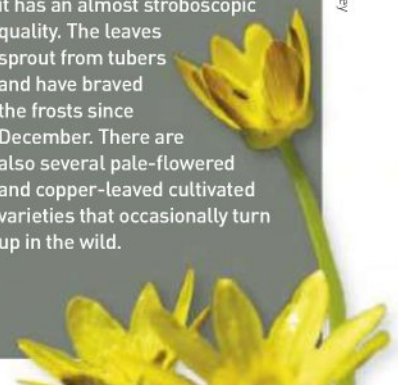 it has an almost stroboscopic
quality. The leaves
sprout from tubers
and have braved
the frosts since
December. There are
also several pale-flowered
and copper-leaved cultivated
varieties that occasionally turn
up in the wild.
ey